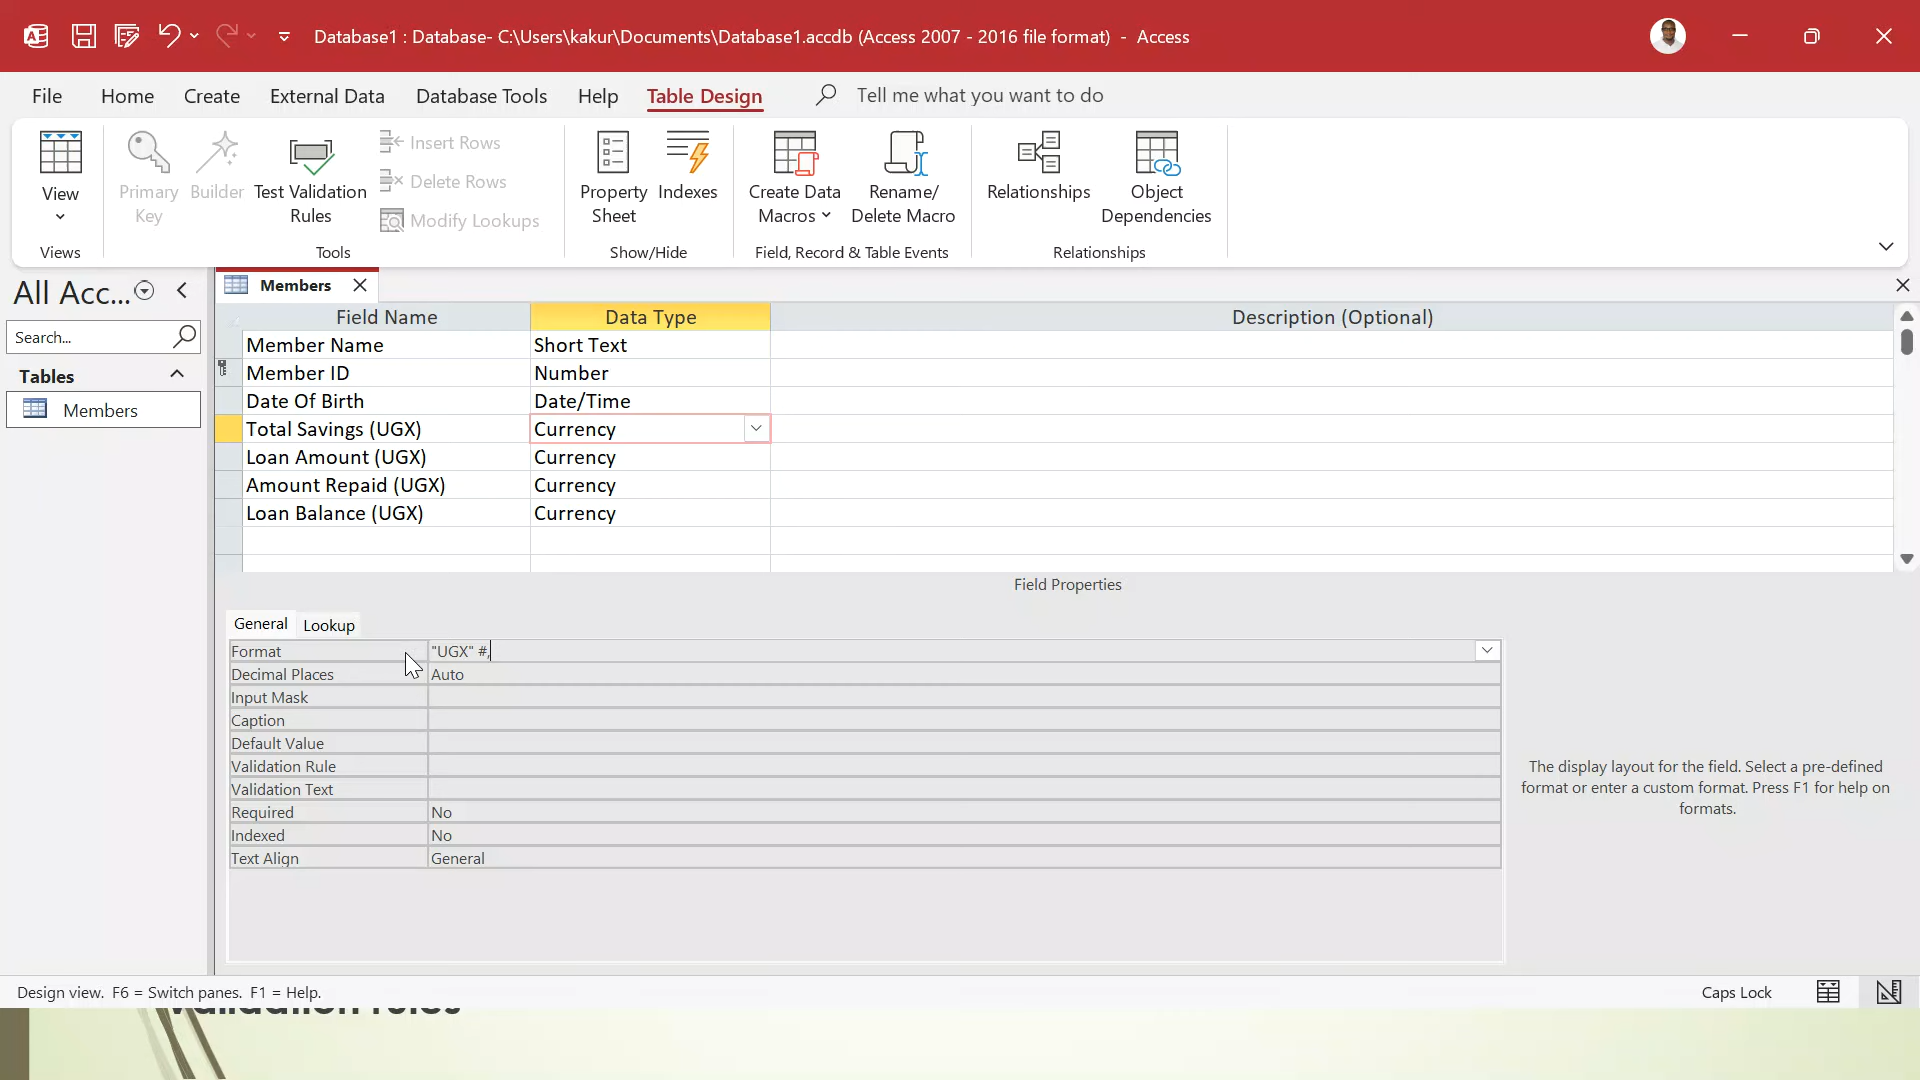 Database1 : Database- C:\Users\kakur\Documents\Database1.accdb (Access 2007 - 2016 file format) - Access
File Home Create External Data Database Tools Help Table Design Tell me what you want to do
View
Views
Primary Key
Builder
Test Validation Rules
Insert Rows
Delete Rows
Modify Lookups
Tools
Property Sheet
Indexes
Show/Hide
Create Data Macros
Rename/ Delete Macro
Field, Record & Table Events
Relationships
Object Dependencies
Relationships
All Acc...
Search...
Tables
Members
Members
Field Name Data Type Description (Optional)
Member Name Short Text
Member ID Number
Date Of Birth Date/Time
Total Savings (UGX) Currency
Loan Amount (UGX) Currency
Amount Repaid (UGX) Currency
Loan Balance (UGX) Currency
Field Properties
General Lookup
Format "UGX" #,
Decimal Places Auto
Input Mask
Caption
Default Value
Validation Rule
Validation Text
Required No
Indexed No
Text Align General
The display layout for the field. Select a pre-defined
format or enter a custom format. Press F1 for help on
formats.
Design view. F6 = Switch panes. F1 = Help.
Caps Lock